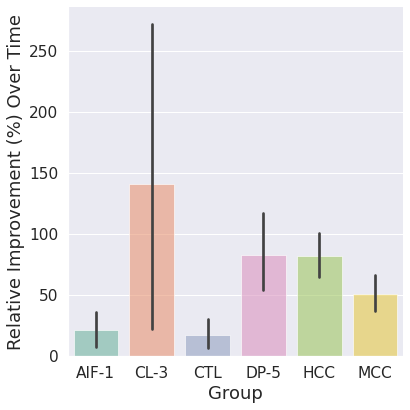 Relative Improvement (%) Over Time
250
200
150
100
50
0
AIF-1 CL-3 CTL DP-5 HCC MCC
Group